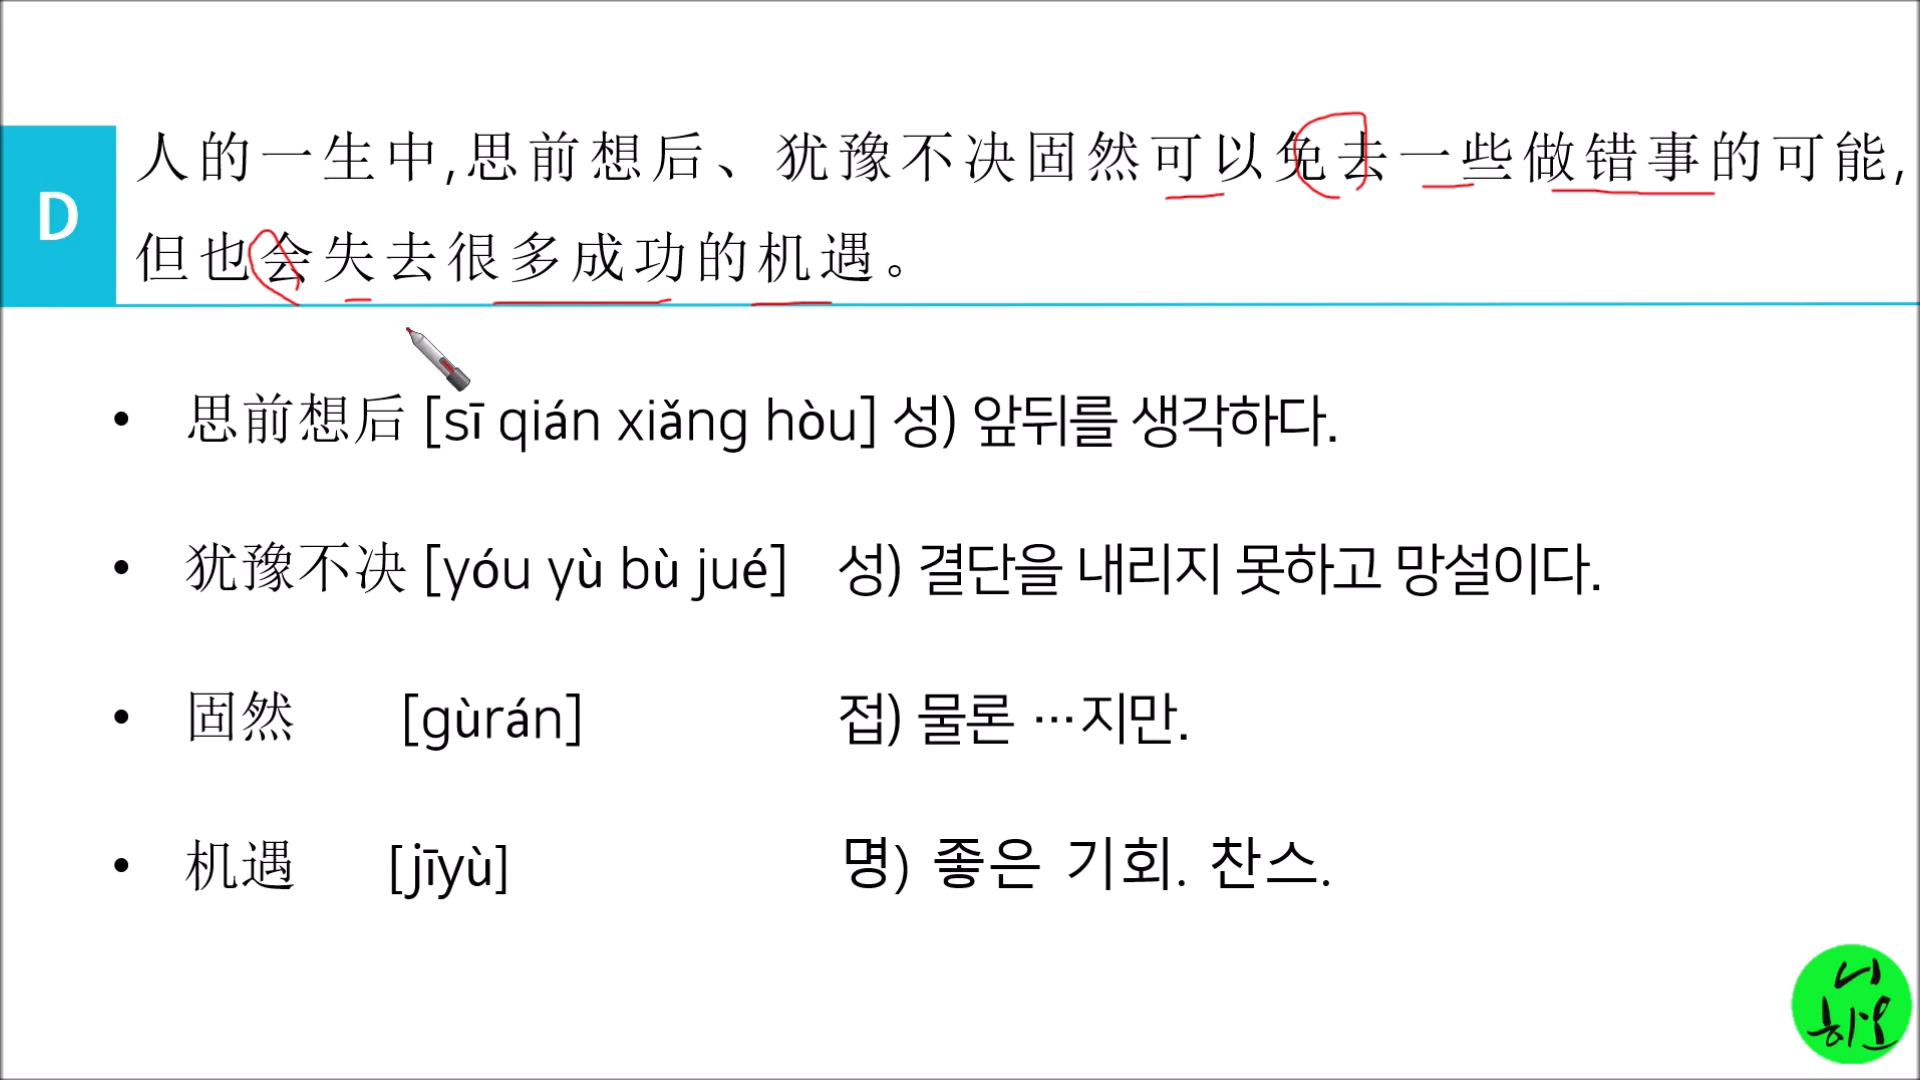 D
人的一生中,思前想后、犹豫不决固然可以免去一些做错事的可能,
但也会失去很多成功的机遇。
• 思前想后 [sī qián xiǎng hòu] 성) 앞뒤를 생각하다.
• 犹豫不决 [yóu yù bù jué] 성) 결단을 내리지 못하고 망설이다.
• 固然 [gùrán] 접) 물론 …지만.
• 机遇 [jīyù] 명) 좋은 기회. 찬스.
니
하오